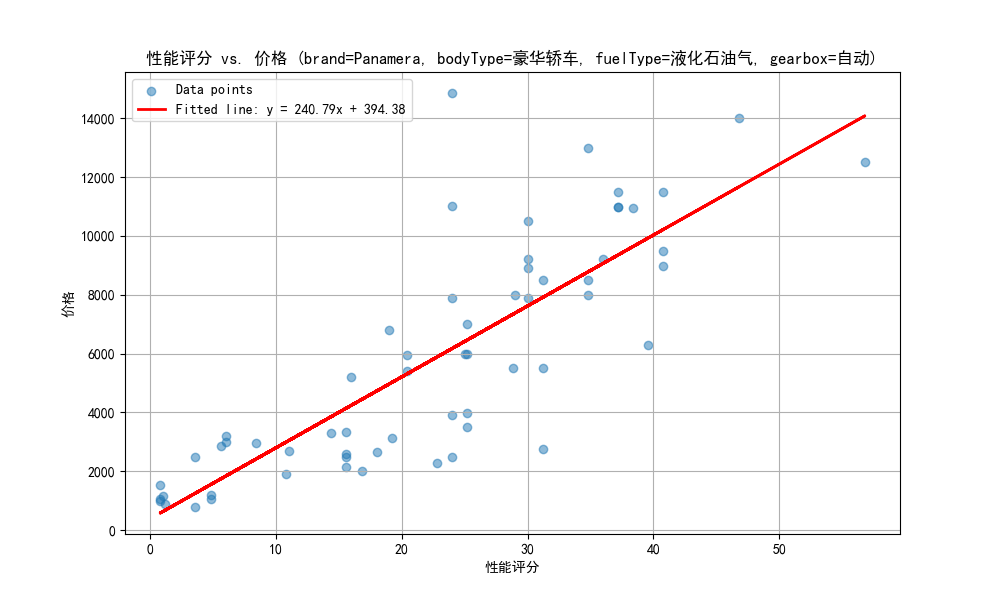 性能评分 vs. 价格 (brand=Panamera, bodyType=豪华轿车, fuelType=液化石油气, gearbox=自动)
Data points
Fitted line: y = 240.79x + 394.38
价格
14000
12000
10000
8000
6000
4000
2000
0
0 10 20 30 40 50
性能评分